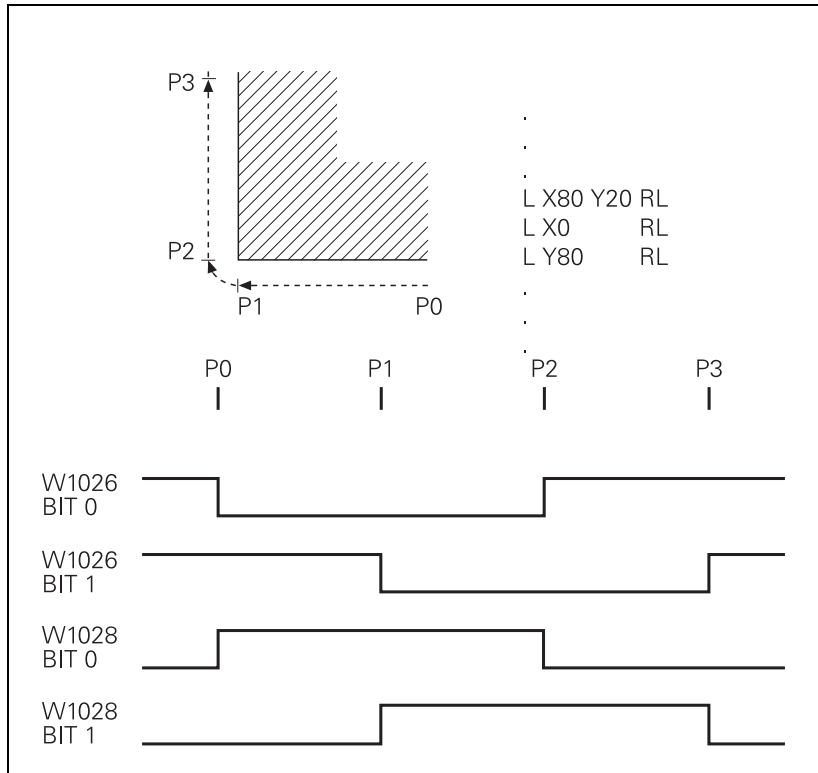 P3
P2
P1 P0
.
.
.
L X80 Y20 RL
L X0 RL
L Y80 RL
.
.
.
P0 P1 P2 P3
W1026
BIT 0
W1026
BIT 1
W1028
BIT 0
W1028
BIT 1